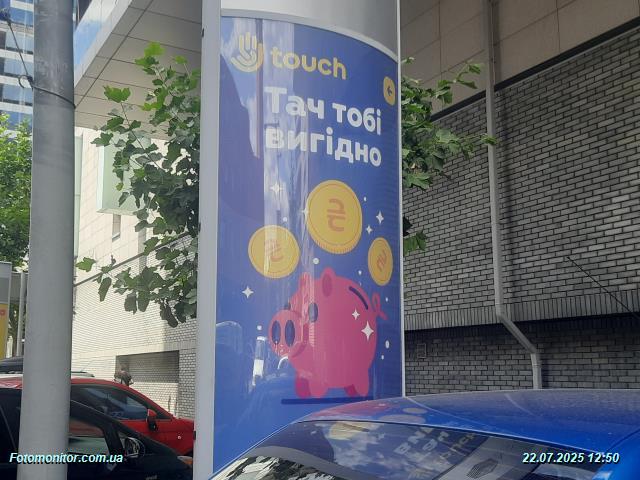 touch
Тач тобі
вигідно
₴
₴
₴
Fotomonitor.com.ua
22.07.2025 12:50